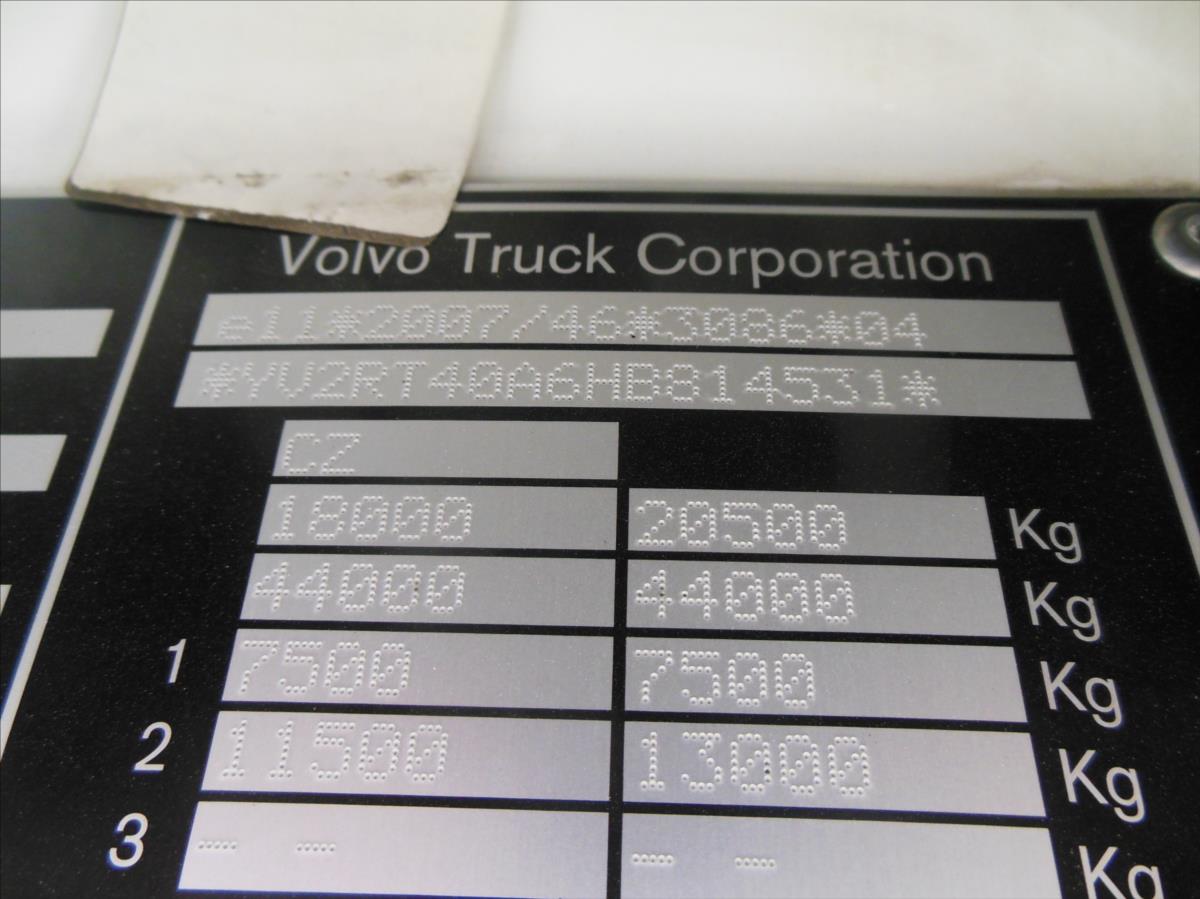 Volvo Truck Corporation
e11*2007/46*3086*04
*YV2RT40A6HB814531*
CZ
18000 20500 Kg
44000 44000 Kg
1 7500 7500 Kg
2 11500 13000 Kg
3 - - - - Kg